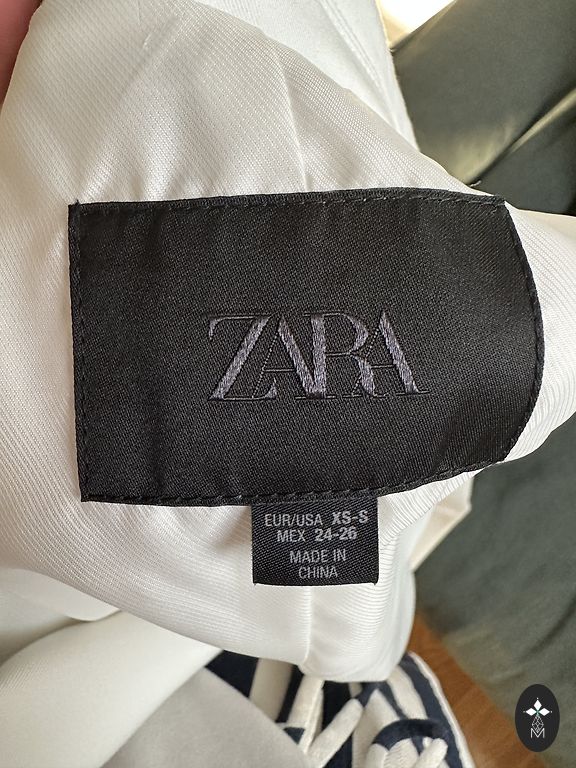 ZARA
EUR/USA XS-S
MEX 24-26
MADE IN
CHINA
M